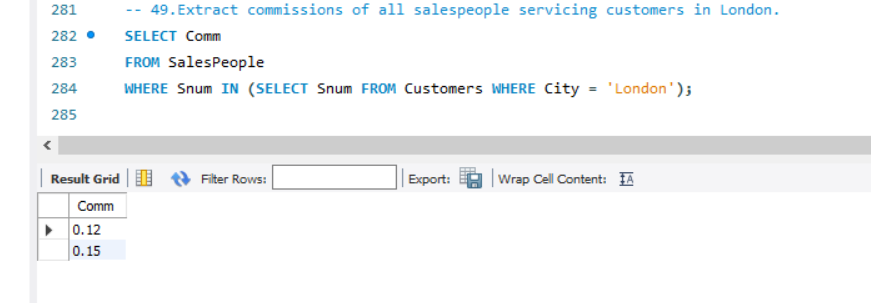 281 -- 49.Extract commissions of all salespeople servicing customers in London.
282 SELECT Comm
283 FROM SalesPeople
284 WHERE Snum IN (SELECT Snum FROM Customers WHERE City = 'London');
285
Result Grid Filter Rows: Export: Wrap Cell Content: IA
Comm
0.12
0.15